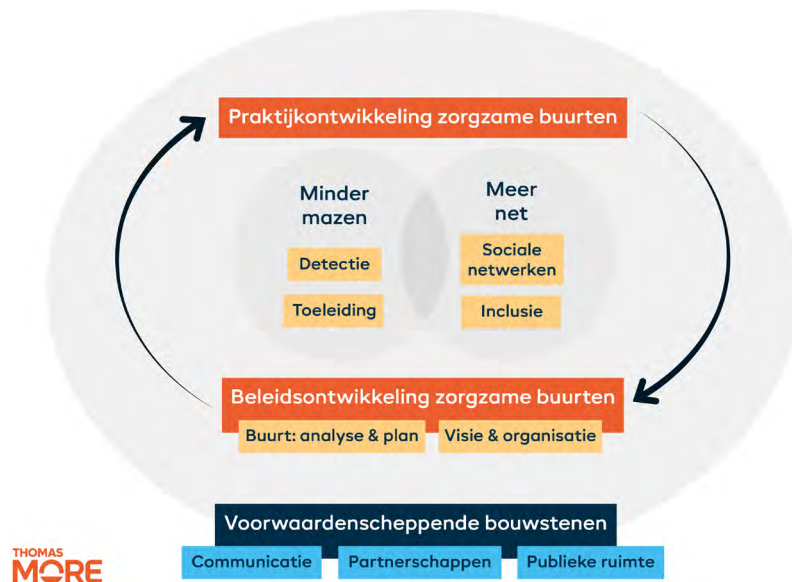 Praktijkontwikkeling zorgzame buurten
Minder
mazen
Detectie
Toeleiding
Meer
net
Sociale
netwerken
Inclusie
Beleidsontwikkeling zorgzame buurten
Buurt: analyse & plan
Visie & organisatie
Voorwaardenscheppende bouwstenen
Communicatie
Partnerschappen
Publieke ruimte
THOMAS
MORE